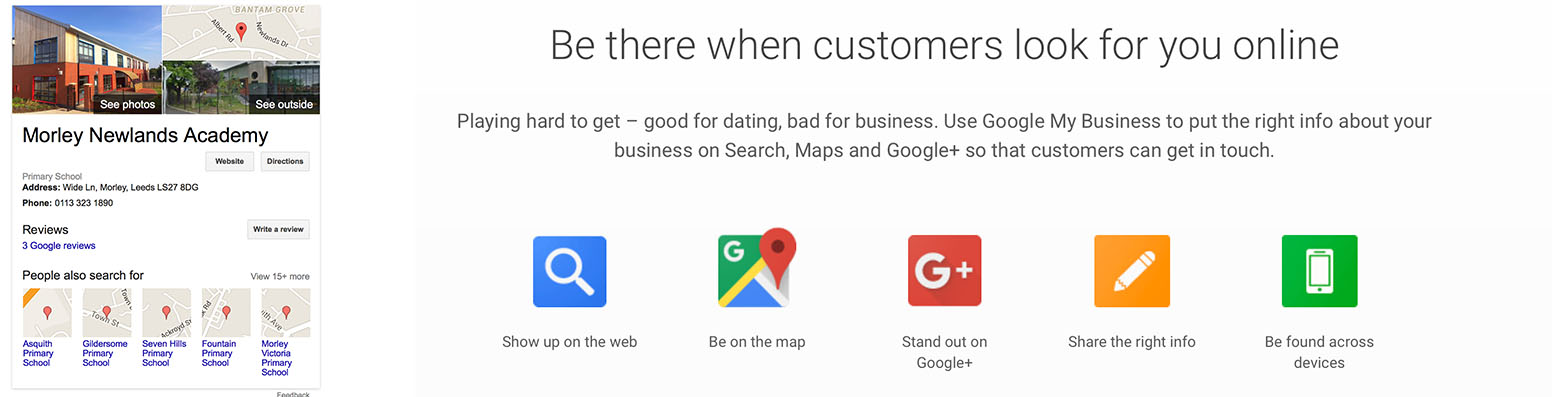 BANTAM GROVE
Albert Rd
Newlands Dr
See photos
See outside
Morley Newlands Academy
Website
Directions
Primary School
Address: Wide Ln, Morley, Leeds LS27 8DG
Phone: 0113 323 1890
Reviews
Write a review
3 Google reviews
People also search for
View 15+ more
Town St
Town
Ackroyd St
k Rd
ith Ave
Asquith
Primary
School
Gildersome
Primary
School
Seven Hills
Primary
School
Fountain
Primary
School
Morley
Victoria
Primary
School
Feedback
Be there when customers look for you online
Playing hard to get – good for dating, bad for business. Use Google My Business to put the right info about your
business on Search, Maps and Google+ so that customers can get in touch.
G
G+
Show up on the web
Be on the map
Stand out on
Google+
Share the right info
Be found across
devices